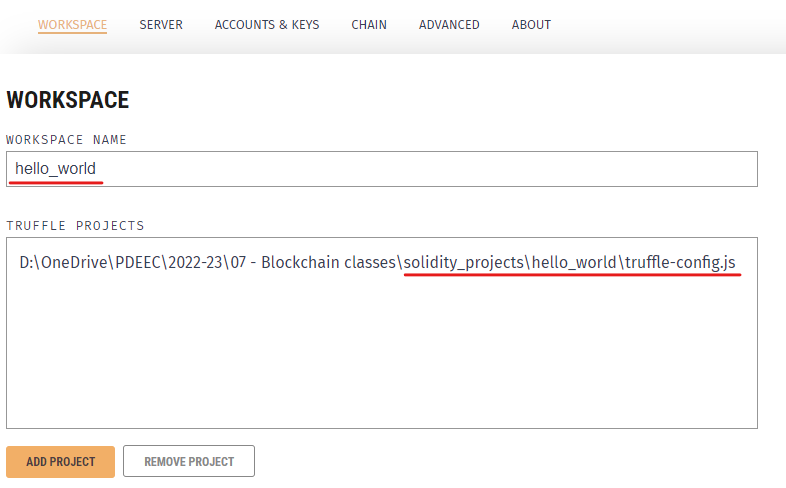 WORKSPACE SERVER ACCOUNTS & KEYS CHAIN ADVANCED ABOUT
WORKSPACE
WORKSPACE NAME
hello_world
TRUFFLE PROJECTS
D:\OneDrive\PDEEC\2022-23\07 - Blockchain classes\solidity_projects\hello_world\truffle-config.js
ADD PROJECT REMOVE PROJECT